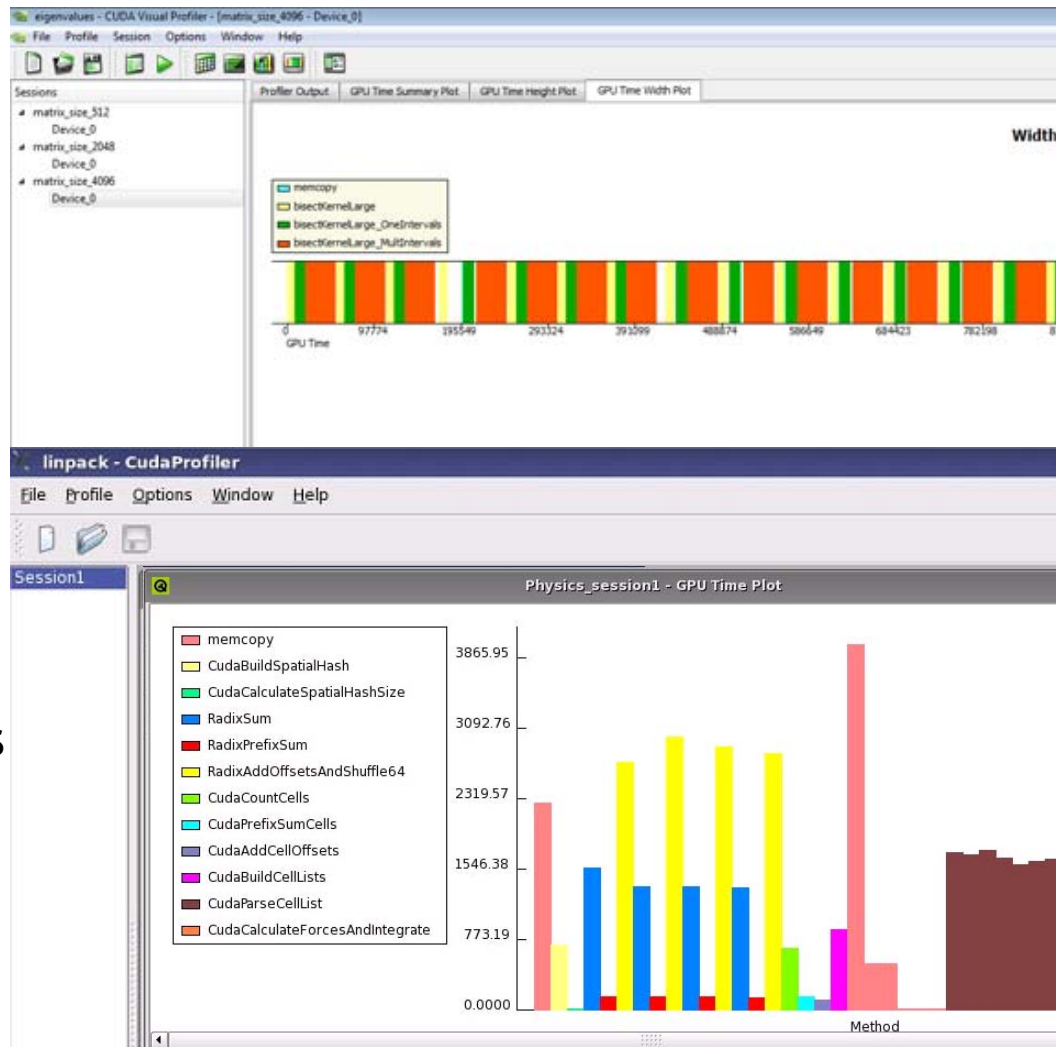 eigenvalues - CUDA Visual Profiler - [matrix_size_4096 - Device_0]
File Profile Session Options Window Help
Sessions
matrix_size_512
Device_0
matrix_size_2048
Device_0
matrix_size_4096
Device_0
Profiler Output GPU Time Summary Plot GPU Time Height Plot GPU Time Width Plot
Width
memcopy
bisectKernelLarge
bisectKernelLarge_OneIntervals
bisectKernelLarge_MultIntervals
0 97774 195549 293324 391099 488874 586649 684423 782198 8
GPU Time
linpack - CudaProfiler
File Profile Options Window Help
Session1
Physics_session1 - GPU Time Plot
memcopy
CudaBuildSpatialHash
CudaCalculateSpatialHashSize
RadixSum
RadixPrefixSum
RadixAddOffsetsAndShuffle64
CudaCountCells
CudaPrefixSumCells
CudaAddCellOffsets
CudaBuildCellLists
CudaParseCellList
CudaCalculateForcesAndIntegrate
3865.95
3092.76
2319.57
1546.38
773.19
0.0000
Method
s